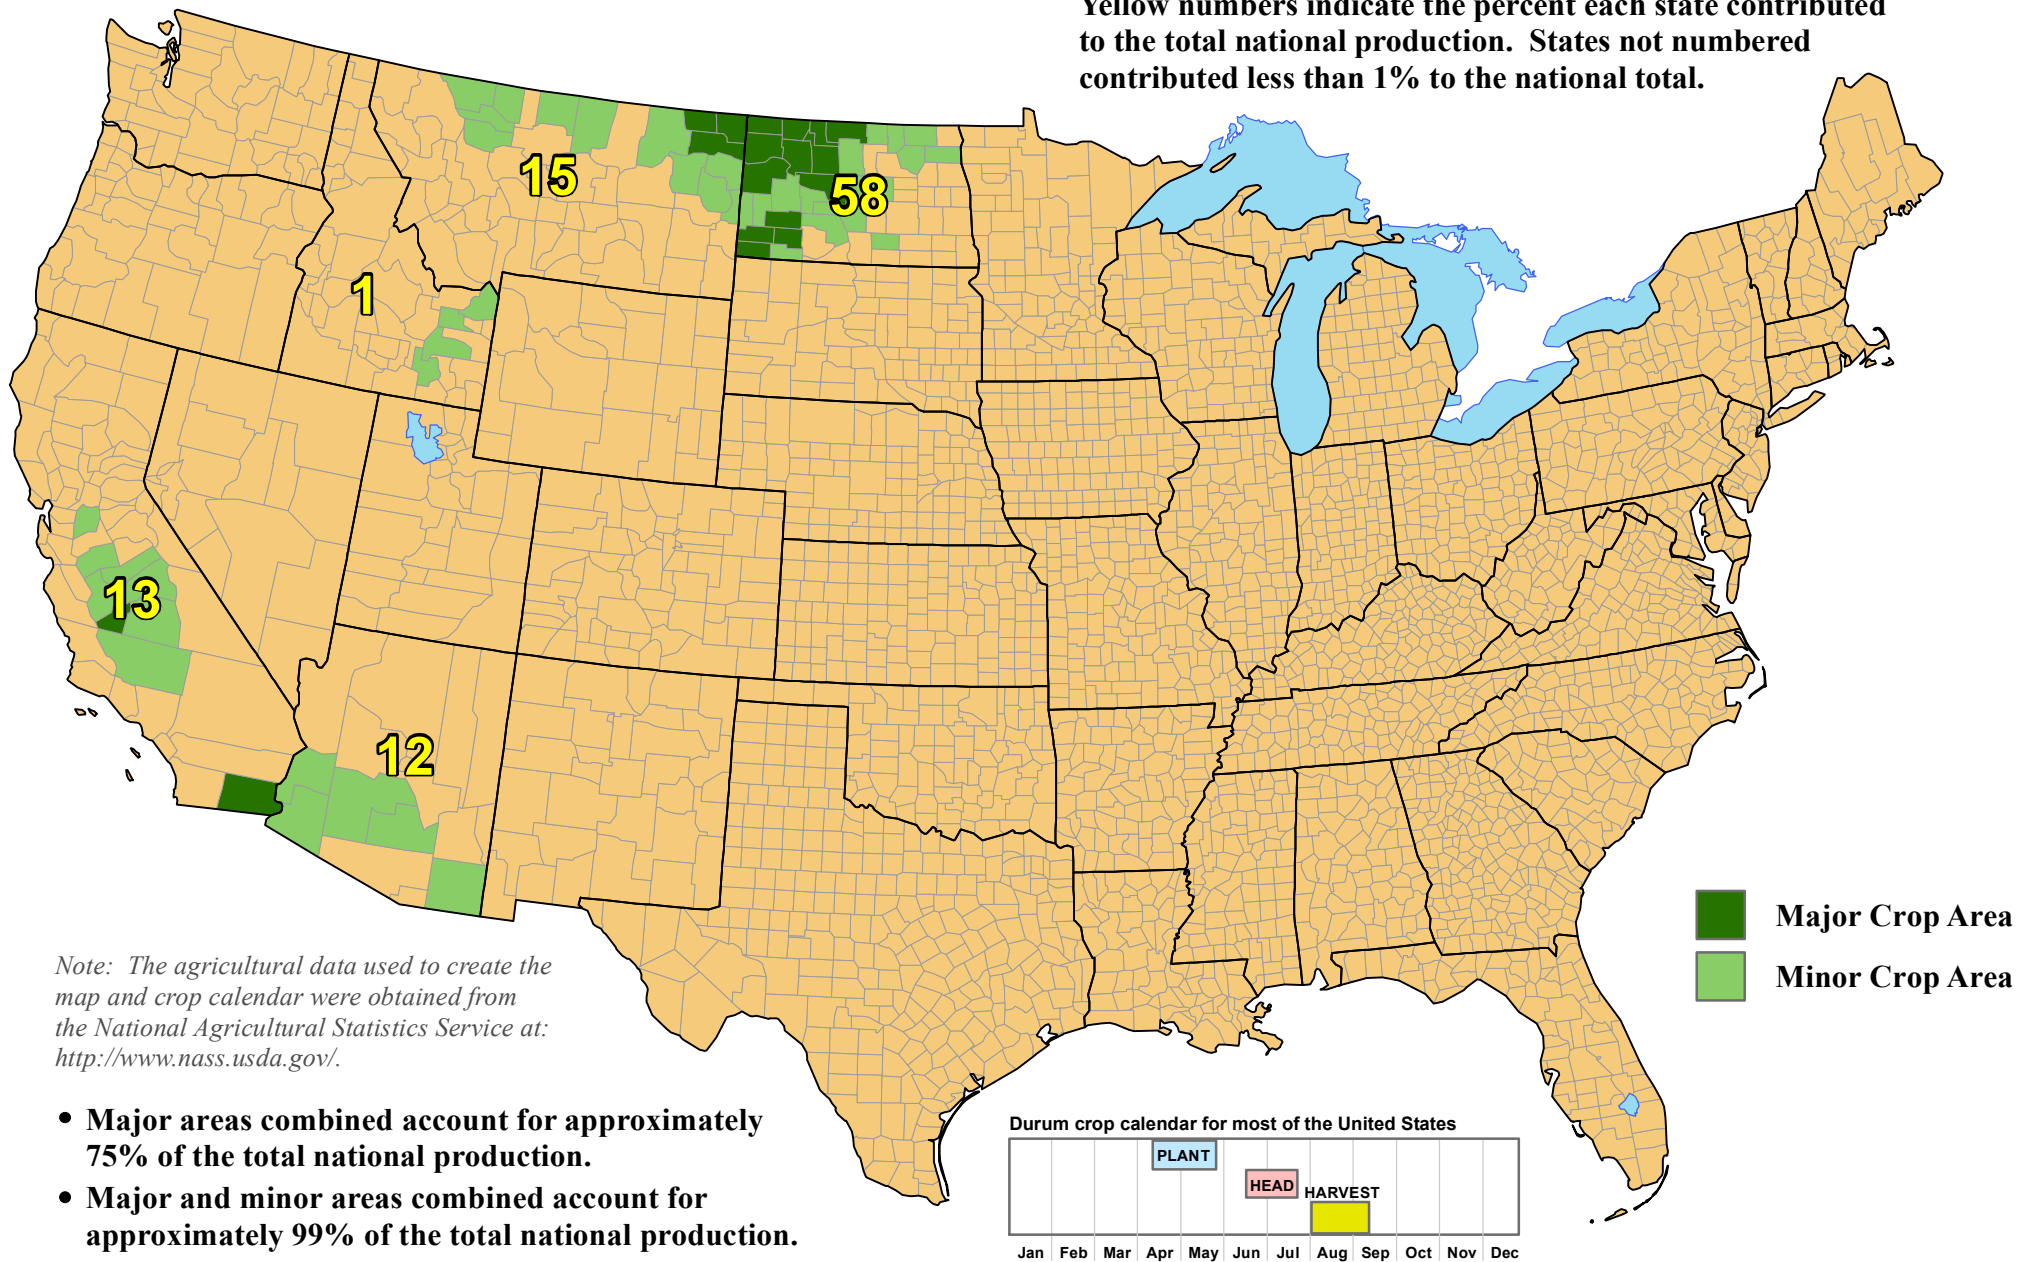 Yellow numbers indicate the percent each state contributed
to the total national production.  States not numbered
contributed less than 1% to the national total.
15
58
1
13
12
Major Crop Area
Minor Crop Area
Note:  The agricultural data used to create the
map and crop calendar were obtained from
the National Agricultural Statistics Service at:
http://www.nass.usda.gov/.
• Major areas combined account for approximately
75% of the total national production.
• Major and minor areas combined account for
approximately 99% of the total national production.
Durum crop calendar for most of the United States
PLANT
HEAD
HARVEST
Jan Feb Mar Apr May Jun Jul Aug Sep Oct Nov Dec